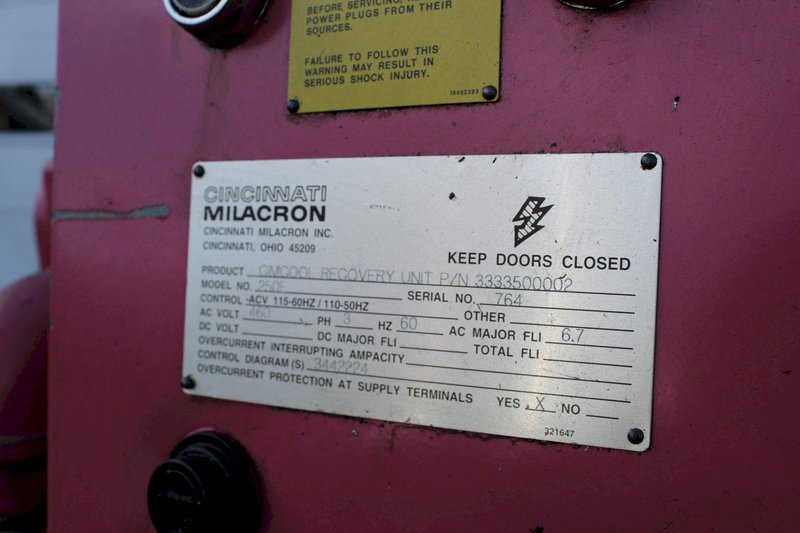 BEFORE SERVICING,
POWER PLUGS FROM THEIR
SOURCES.
FAILURE TO FOLLOW THIS
WARNING MAY RESULT IN
SERIOUS SHOCK INJURY.
CINCINNATI
MILACRON
CINCINNATI MILACRON INC.
CINCINNATI, OHIO 45209
KEEP DOORS CLOSED
PRODUCT CIMCOOL RECOVERY UNIT P/N 3333500002
MODEL NO. SERIAL NO. 764
CONTROL ACV 115-60HZ / 110-50HZ OTHER
AC VOLT 460 PH 3 HZ 60 AC MAJOR FLI 6.7
DC VOLT DC MAJOR FLI TOTAL FLI
OVERCURRENT INTERRUPTING AMPACITY
CONTROL DIAGRAM (S) 3442224
OVERCURRENT PROTECTION AT SUPPLY TERMINALS YES X NO
321647